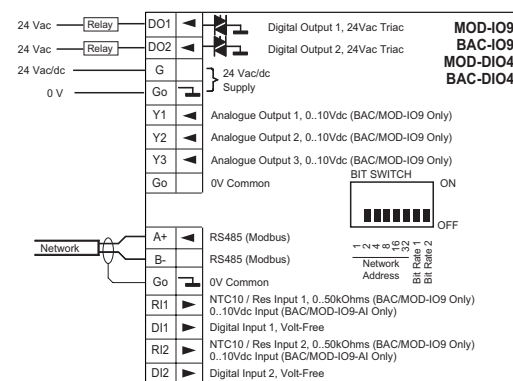 24 Vac Relay DO1 Digital Output 1, 24Vac Triac MOD-IO9
24 Vac Relay DO2 Digital Output 2, 24Vac Triac BAC-IO9
MOD-DIO4
BAC-DIO4
24 Vac/dc G 24 Vac/dc
0 V Go Supply
Y1 Analogue Output 1, 0..10Vdc (BAC/MOD-IO9 Only)
Y2 Analogue Output 2, 0..10Vdc (BAC/MOD-IO9 Only)
Y3 Analogue Output 3, 0..10Vdc (BAC/MOD-IO9 Only)
Go 0V Common
BIT SWITCH
ON
OFF
1 2 4 8 16 32 Bit Rate 1 Bit Rate 2
Network
Address
Network
A+ RS485 (Modbus)
B- RS485 (Modbus)
Go 0V Common
RI1 NTC10 / Res Input 1, 0..50kOhms (BAC/MOD-IO9 Only)
0..10Vdc Input (BAC/MOD-IO9-AI Only)
DI1 Digital Input 1, Volt-Free
RI2 NTC10 / Res Input 2, 0..50kOhms (BAC/MOD-IO9 Only)
0..10Vdc Input (BAC/MOD-IO9-AI Only)
DI2 Digital Input 2, Volt-Free